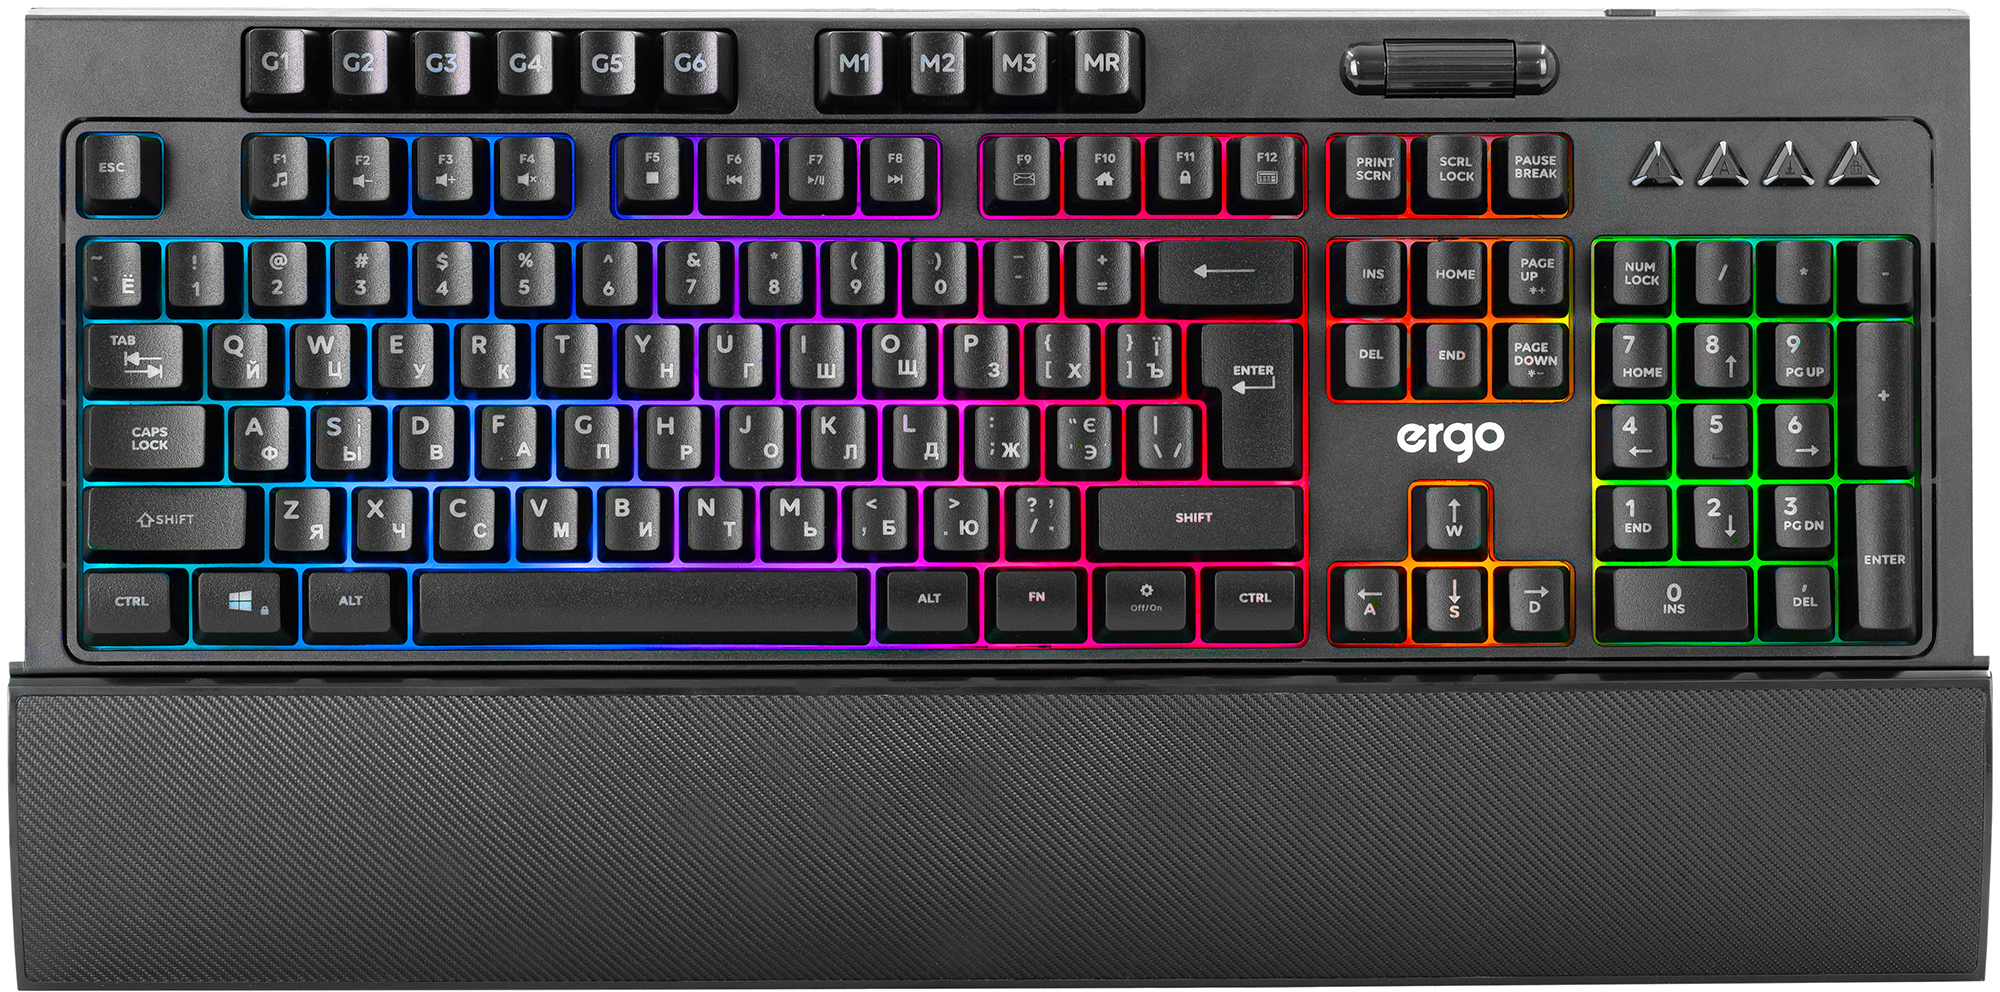 G1 G2 G3 G4 G5 G6 M1 M2 M3 MR
ESC F1 F2 F3 F4 F5 F6 F7 F8 F9 F10 F11 F12 PRINT SCRN SCRL LOCK PAUSE BREAK
~ Ё ! 1 @ 2 # 3 $ 4 % 5 ^ 6 & 7 * 8 ( 9 ) 0 - + = ← INS HOME PAGE UP *+ NUM LOCK / * -
TAB Q Й W Ц E У R К T Е Y Н U Г I Ш O Щ P З { [ Х } ] Ї Ъ ENTER DEL END PAGE DOWN *- 7 HOME 8 ↑ 9 PG UP +
CAPS LOCK A Ф S І Ы D В F А G П H Р J О K Л L Д : ; Ж " ' Є Э | \ / ergo 4 ← 5 6 →
SHIFT Z Я X Ч C С V М B И N Т M Ь < , Б > . Ю ? / , . SHIFT ↑ W 1 END 2 ↓ 3 PG DN ENTER
CTRL ALT ALT FN Off/On CTRL ← A ↓ S → D 0 INS DEL